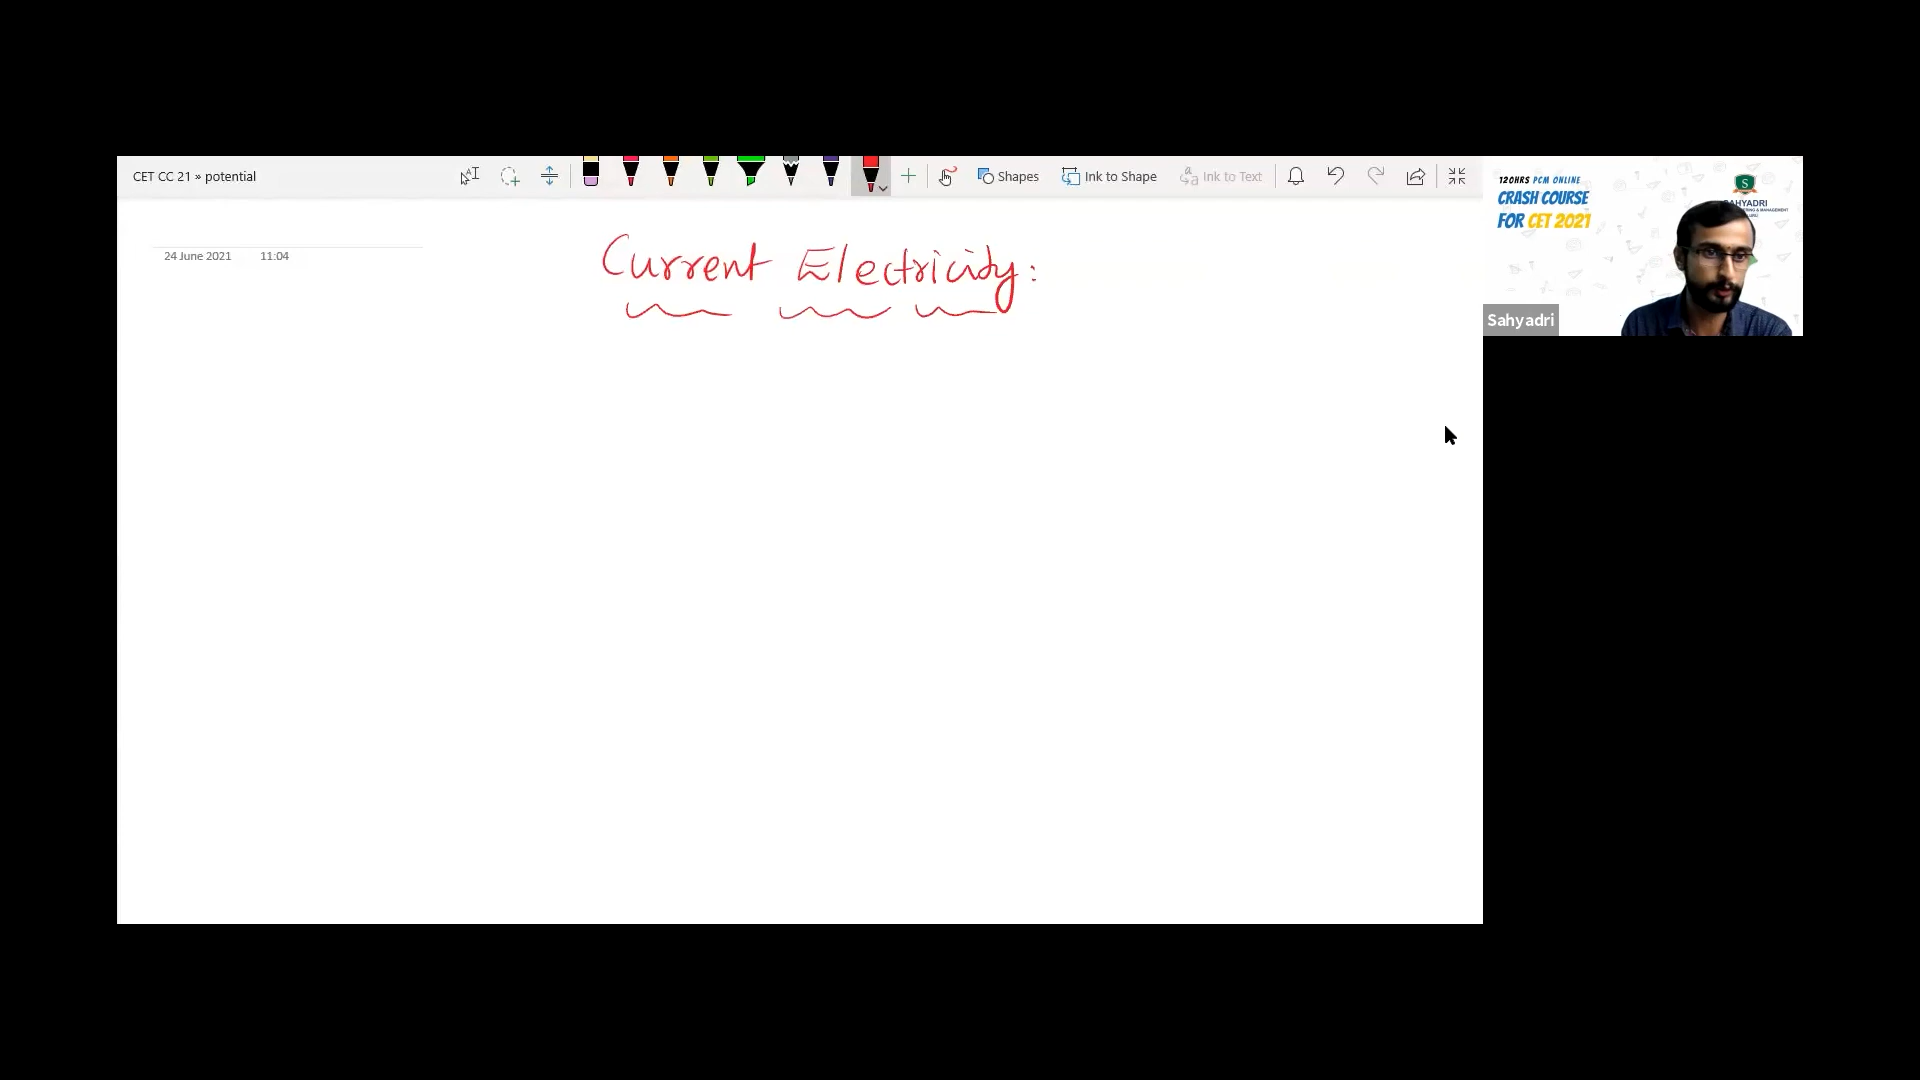 CET CC 21 » potential
Shapes
Ink to Shape
Ink to Text
24 June 2021 11:04
Current Electricity:
120HRS PCM ONLINE
CRASH COURSE
FOR CET 2021
S
SAHYADRI
Sahyadri